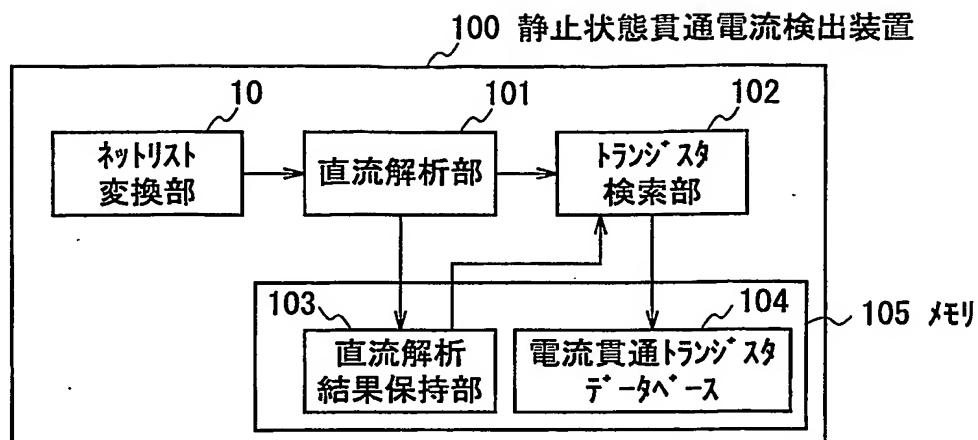 100 静止状態貫通電流検出装置
10
101
102
ネットリスト
変換部
直流解析部
トランジスタ
検索部
103
104
105 メモリ
直流解析
結果保持部
電流貫通トランジスタ
データベース